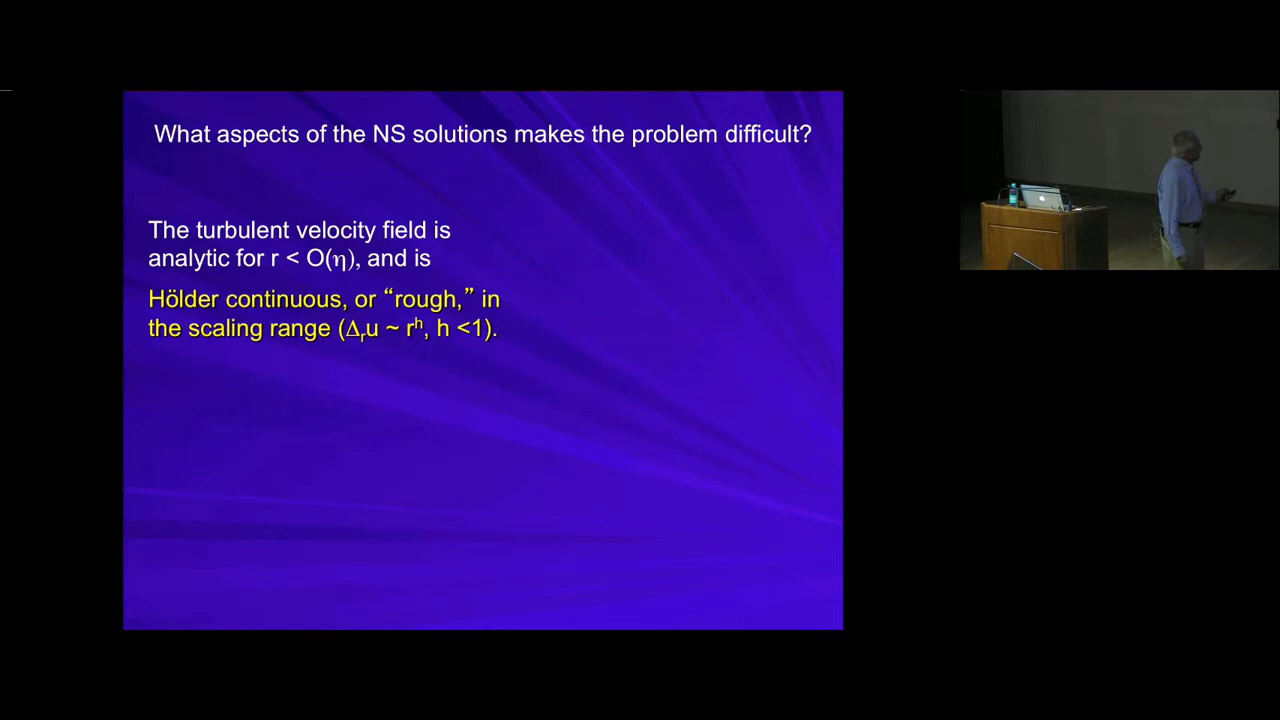 What aspects of the NS solutions makes the problem difficult?
The turbulent velocity field is
analytic for r < O(η), and is
Hölder continuous, or “rough,” in
the scaling range (Δᵣu ~ rʰ, h <1).